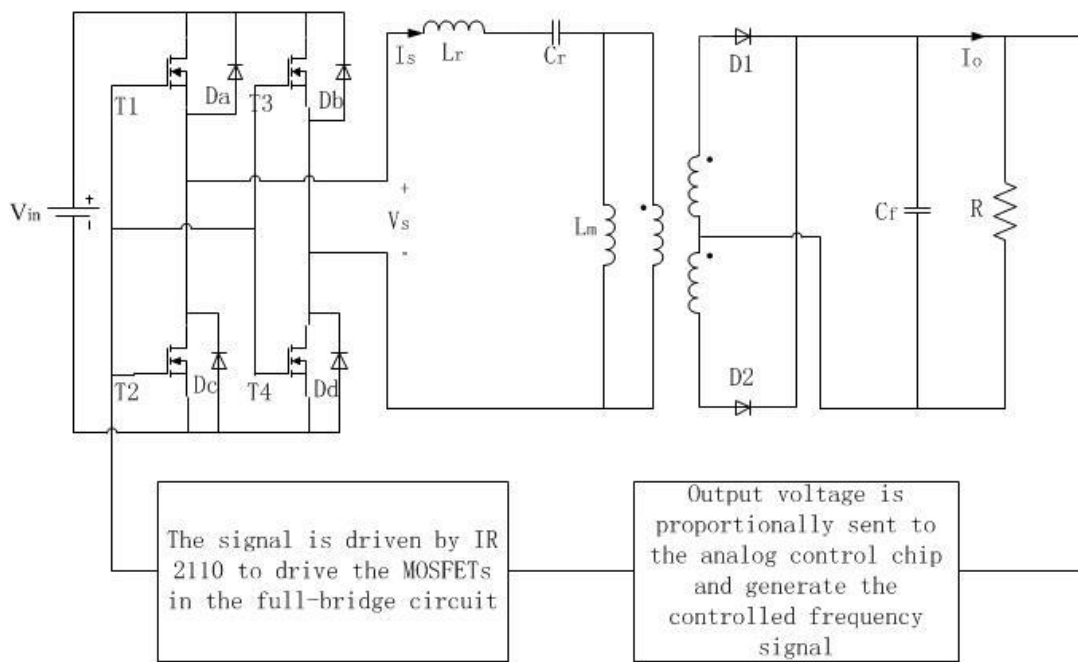 Is
Lr
Cr
D1
Io
T1
Da
T3
Db
Vin
+
-
+
Vs
-
Lm
Cf
R
T2
Dc
T4
Dd
D2
The signal is driven by IR
2110 to drive the MOSFETs
in the full-bridge circuit
Output voltage is
proportionally sent to
the analog control chip
and generate the
controlled frequency
signal